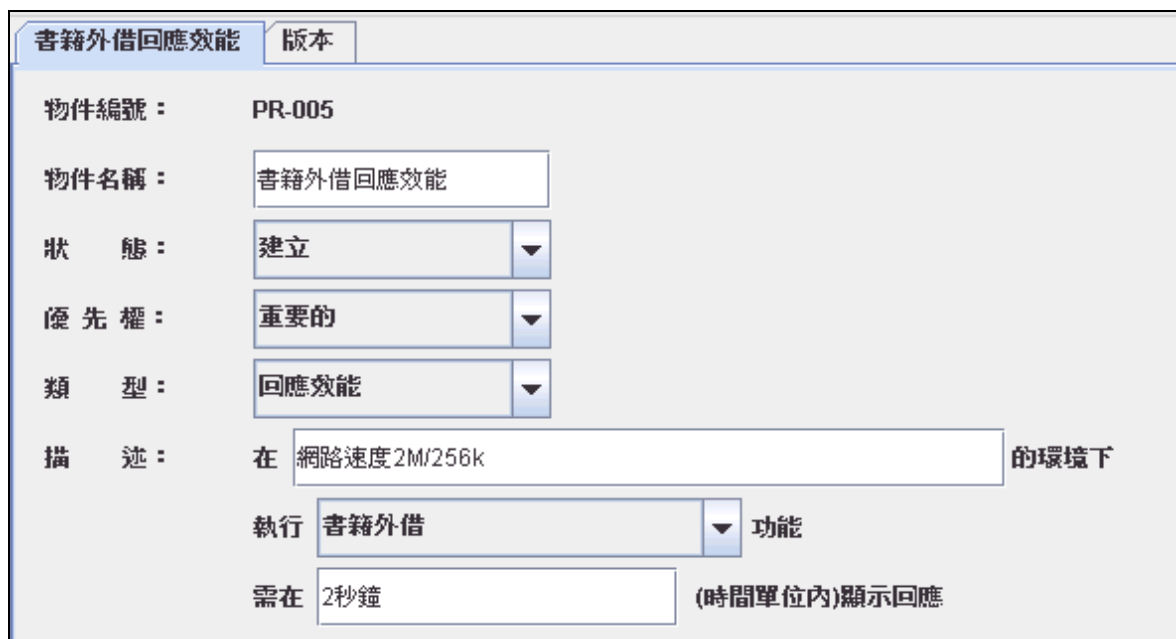 書籍外借回應效能 版本
物件編號： PR-005
物件名稱： 書籍外借回應效能
狀 態： 建立
優 先 權： 重要的
類 型： 回應效能
描 述： 在 網路速度2M/256k 的環境下
執行 書籍外借 功能
需在 2秒鐘 (時間單位內)顯示回應